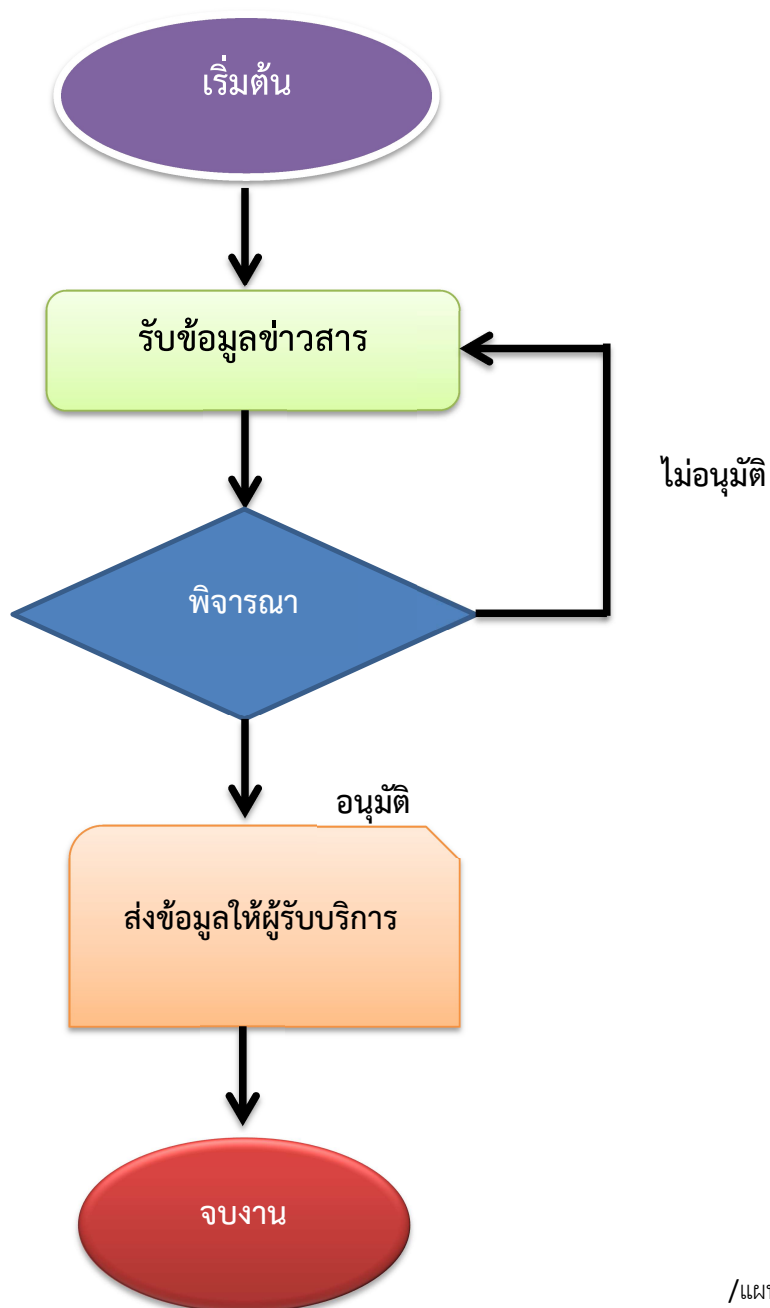 เริ่มต้น
รับข้อมูลข่าวสาร
ไม่อนุมัติ
พิจารณา
อนุมัติ
ส่งข้อมูลให้ผู้รับบริการ
จบงาน